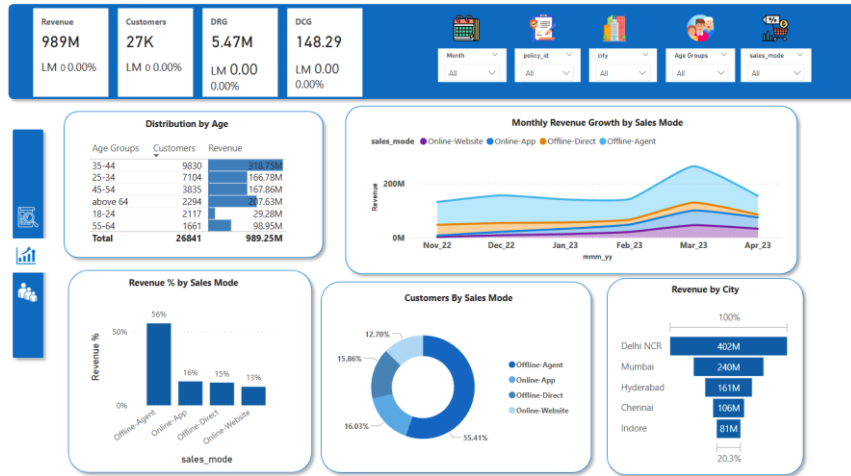 Revenue
989M
LM 0 0.00%
Customers
27K
LM 0 0.00%
DRG
5.47M
LM 0.00
0.00%
DCG
148.29
LM 0.00
0.00%
Month
All
policy_id
All
city
All
Age Groups
All
sales_mode
All
Distribution by Age
Age Groups Customers Revenue
35-44 9830 318.75M
25-34 7104 166.78M
45-54 3835 167.86M
above 64 2294 207.63M
18-24 2117 29.28M
55-64 1661 98.95M
Total 26841 989.25M
Monthly Revenue Growth by Sales Mode
sales_mode Online-Website Online-App Offline-Direct Offline-Agent
Revenue
200M
0M
Nov_22 Dec_22 Jan_23 Feb_23 Mar_23 Apr_23
mmm_yy
Revenue % by Sales Mode
Revenue %
50%
0%
56%
16%
15%
13%
Offline-Agent
Online-App
Offline-Direct
Online-Website
sales_mode
Customers By Sales Mode
12.70%
15.86%
16.03%
55.41%
Offline-Agent
Online-App
Offline-Direct
Online-Website
Revenue by City
100%
Delhi NCR 402M
Mumbai 240M
Hyderabad 161M
Chennai 106M
Indore 81M
20.3%